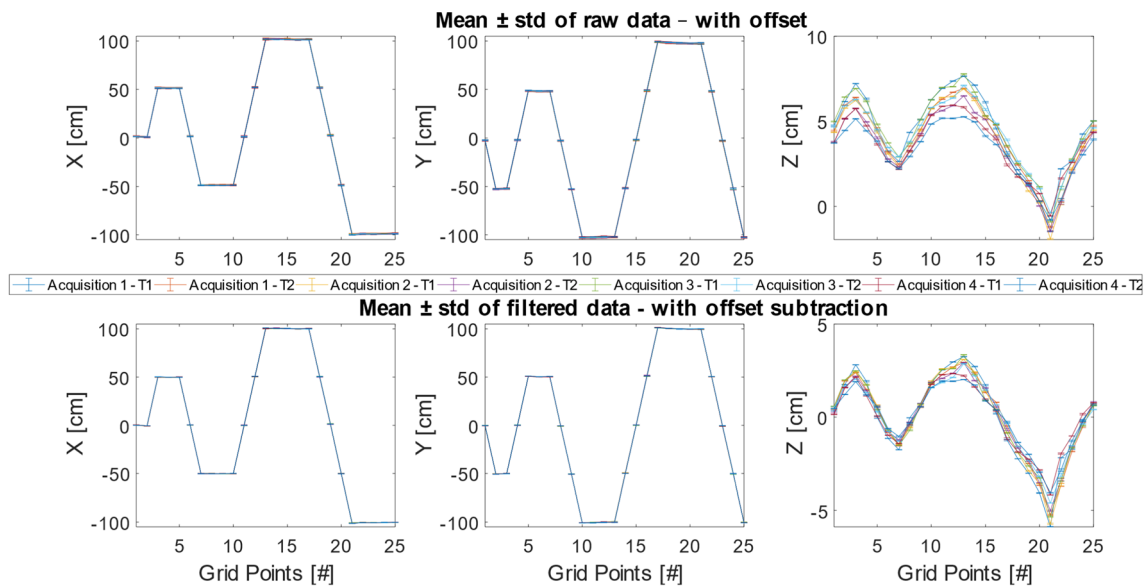 Mean ± std of raw data – with offset
X [cm]
100
50
0
-50
-100
5 10 15 20 25
Y [cm]
100
50
0
-50
-100
5 10 15 20 25
Z [cm]
10
5
0
5 10 15 20 25
Acquisition 1 - T1 Acquisition 1 - T2 Acquisition 2 - T1 Acquisition 2 - T2 Acquisition 3 - T1 Acquisition 3 - T2 Acquisition 4 - T1 Acquisition 4 - T2
Mean ± std of filtered data - with offset subtraction
X [cm]
100
50
0
-50
-100
5 10 15 20 25
Grid Points [#]
Y [cm]
100
50
0
-50
-100
5 10 15 20 25
Grid Points [#]
Z [cm]
5
0
-5
5 10 15 20 25
Grid Points [#]